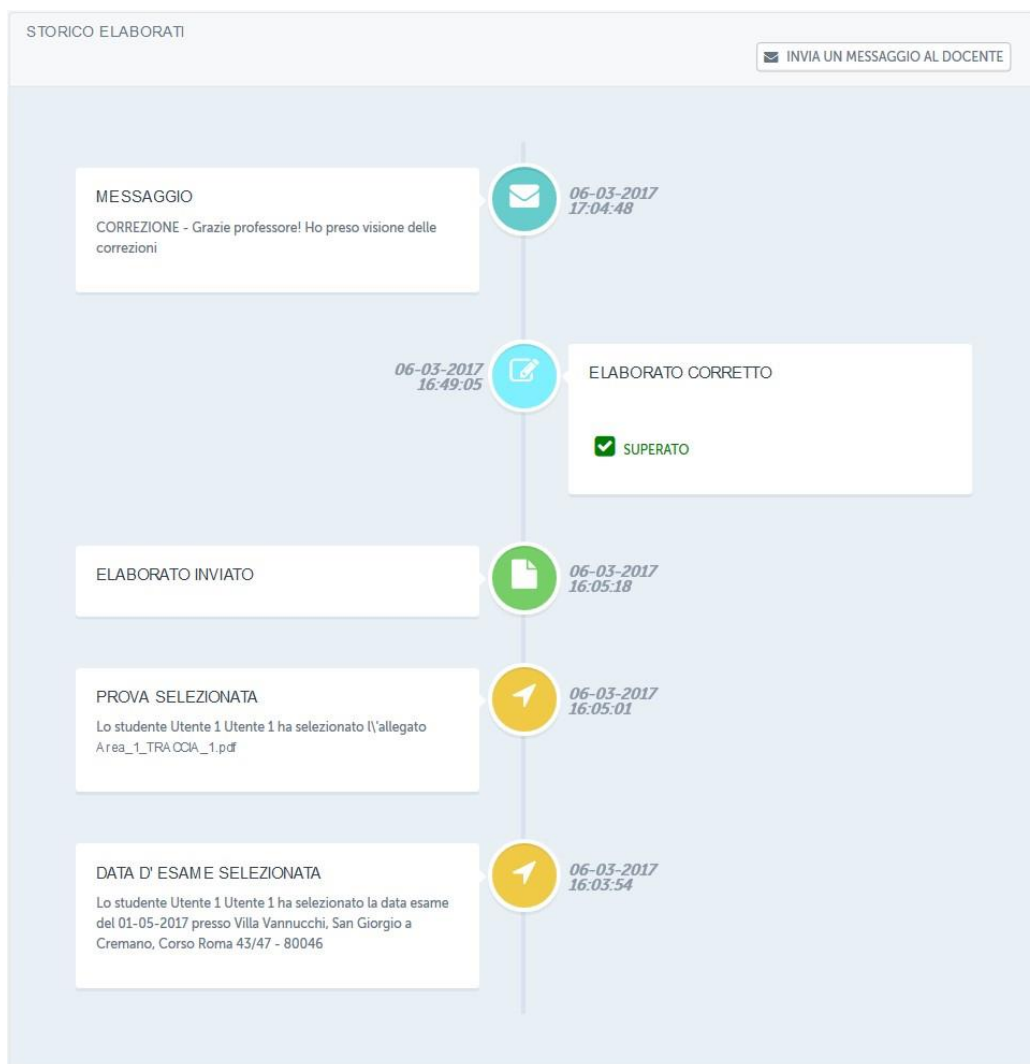 STORICO ELABORATI
INVIA UN MESSAGGIO AL DOCENTE
MESSAGGIO
CORREZIONE - Grazie professore! Ho preso visione delle
correzioni
06-03-2017
17:04:48
06-03-2017
16:49:05
ELABORATO CORRETTO
SUPERATO
ELABORATO INVIATO
06-03-2017
16:05:18
PROVA SELEZIONATA
Lo studente Utente 1 Utente 1 ha selezionato l\'allegato
Area_1_TRACCIA_1.pdf
06-03-2017
16:05:01
DATA D' ESAME SELEZIONATA
Lo studente Utente 1 Utente 1 ha selezionato la data esame
del 01-05-2017 presso Villa Vannucchi, San Giorgio a
Cremano, Corso Roma 43/47 - 80046
06-03-2017
16:03:54